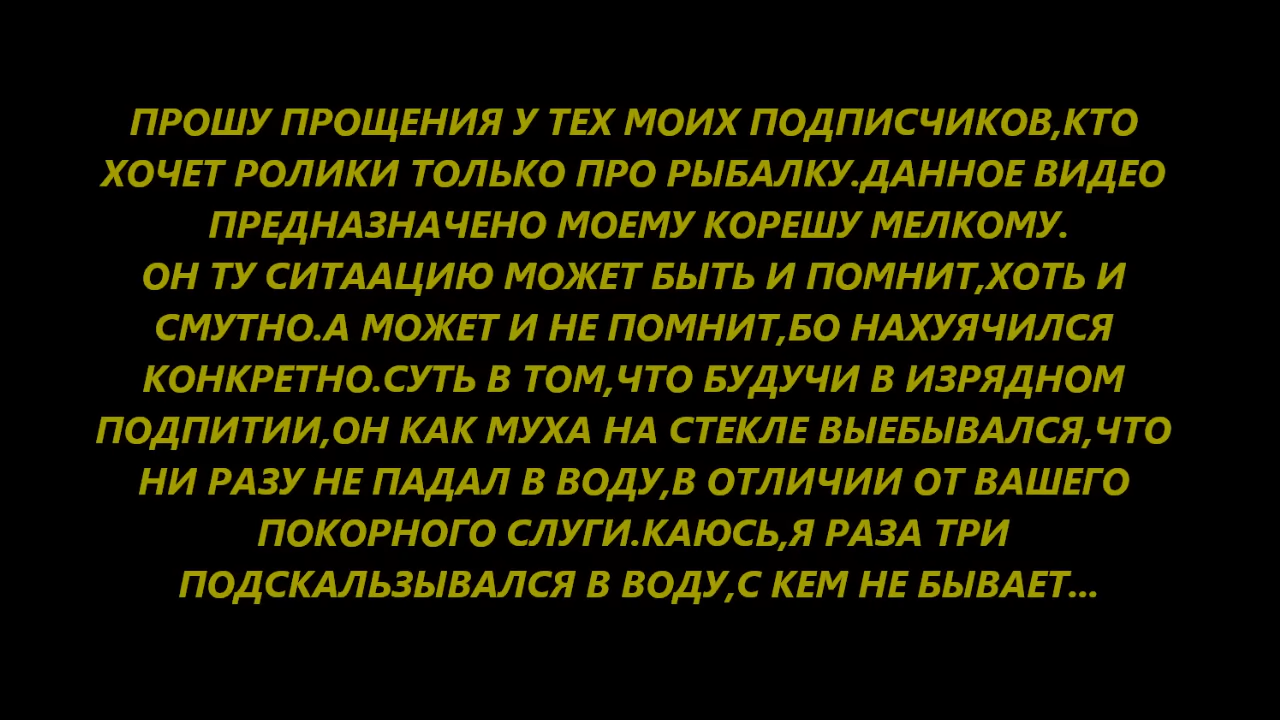 ПРОШУ ПРОЩЕНИЯ У ТЕХ МОИХ ПОДПИСЧИКОВ,КТО
ХОЧЕТ РОЛИКИ ТОЛЬКО ПРО РЫБАЛКУ.ДАННОЕ ВИДЕО
ПРЕДНАЗНАЧЕНО МОЕМУ КОРЕШУ МЕЛКОМУ.
ОН ТУ СИТААЦИЮ МОЖЕТ БЫТЬ И ПОМНИТ,ХОТЬ И
СМУТНО.А МОЖЕТ И НЕ ПОМНИТ,БО НАХУЯЧИЛСЯ
КОНКРЕТНО.СУТЬ В ТОМ,ЧТО БУДУЧИ В ИЗРЯДНОМ
ПОДПИТИИ,ОН КАК МУХА НА СТЕКЛЕ ВЫЕБЫВАЛСЯ,ЧТО
НИ РАЗУ НЕ ПАДАЛ В ВОДУ,В ОТЛИЧИИ ОТ ВАШЕГО
ПОКОРНОГО СЛУГИ.КАЮСЬ,Я РАЗА ТРИ
ПОДСКАЛЬЗЫВАЛСЯ В ВОДУ,С КЕМ НЕ БЫВАЕТ...